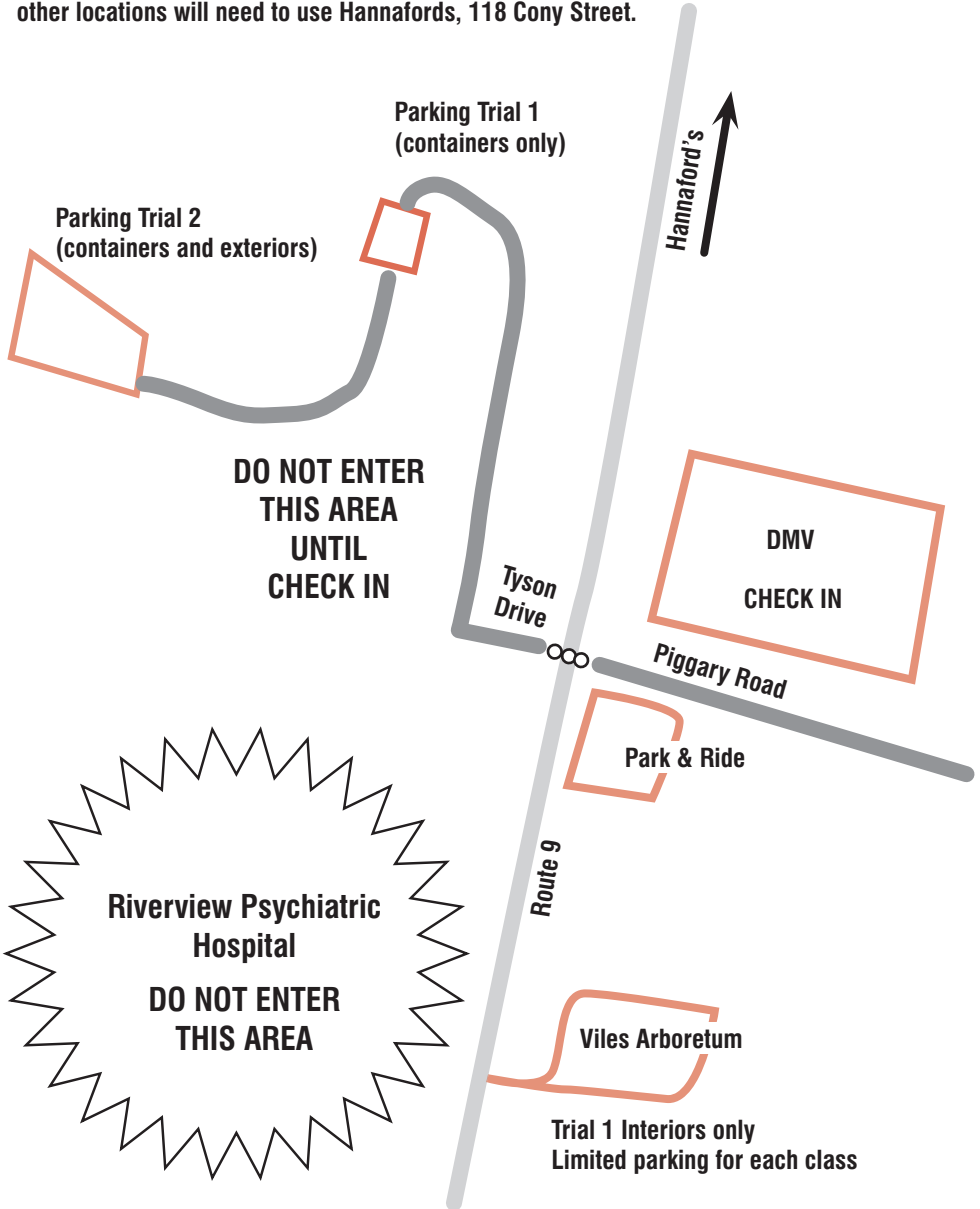 other locations will need to use Hannafords, 118 Cony Street.
Parking Trial 1
(containers only)
Hannaford's
Parking Trial 2
(containers and exteriors)
DO NOT ENTER
THIS AREA
UNTIL
CHECK IN
DMV
CHECK IN
Tyson
Drive
Piggary Road
Park & Ride
Route 9
Riverview Psychiatric
Hospital
DO NOT ENTER
THIS AREA
Viles Arboretum
Trial 1 Interiors only
Limited parking for each class